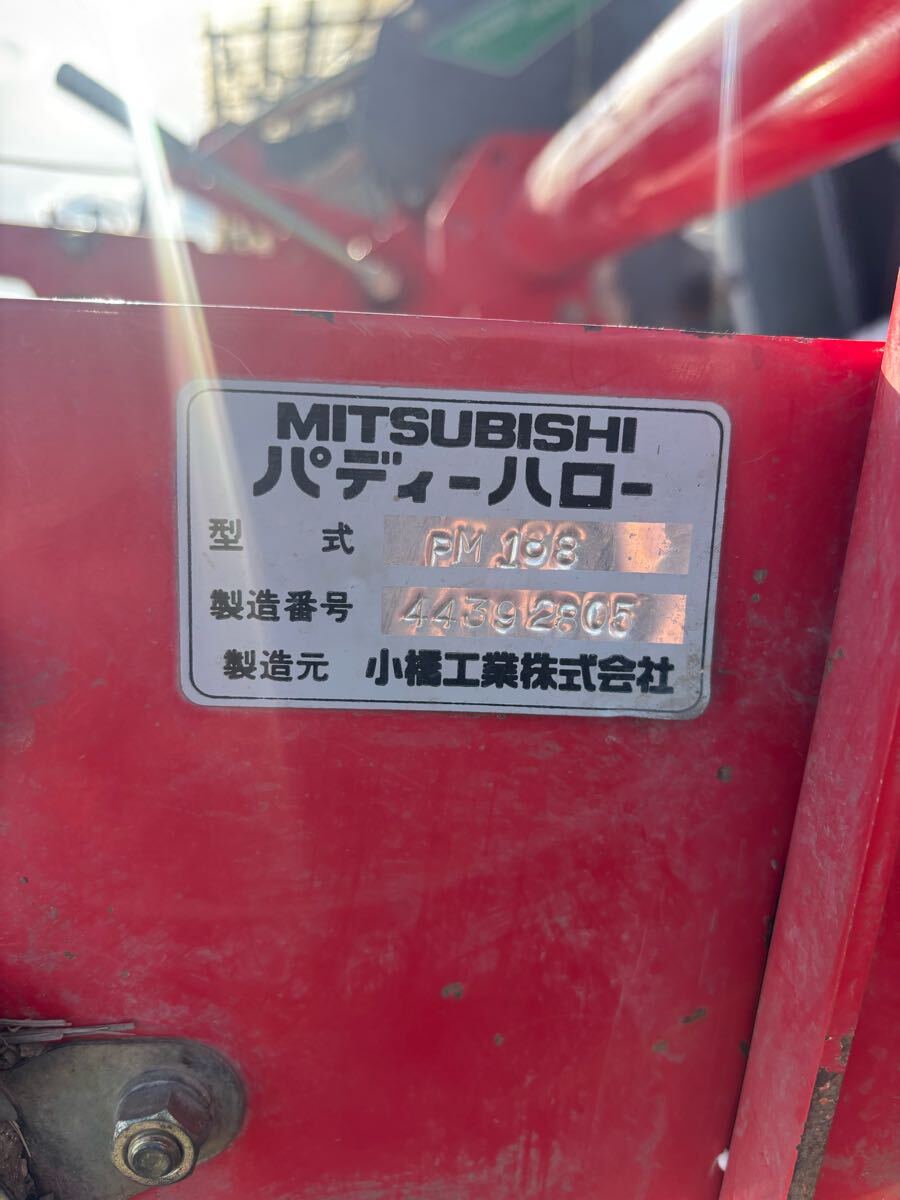 MITSUBISHI
パディーハロー
型 式 PM 188
製造番号 44392805
製造元 小橋工業株式会社